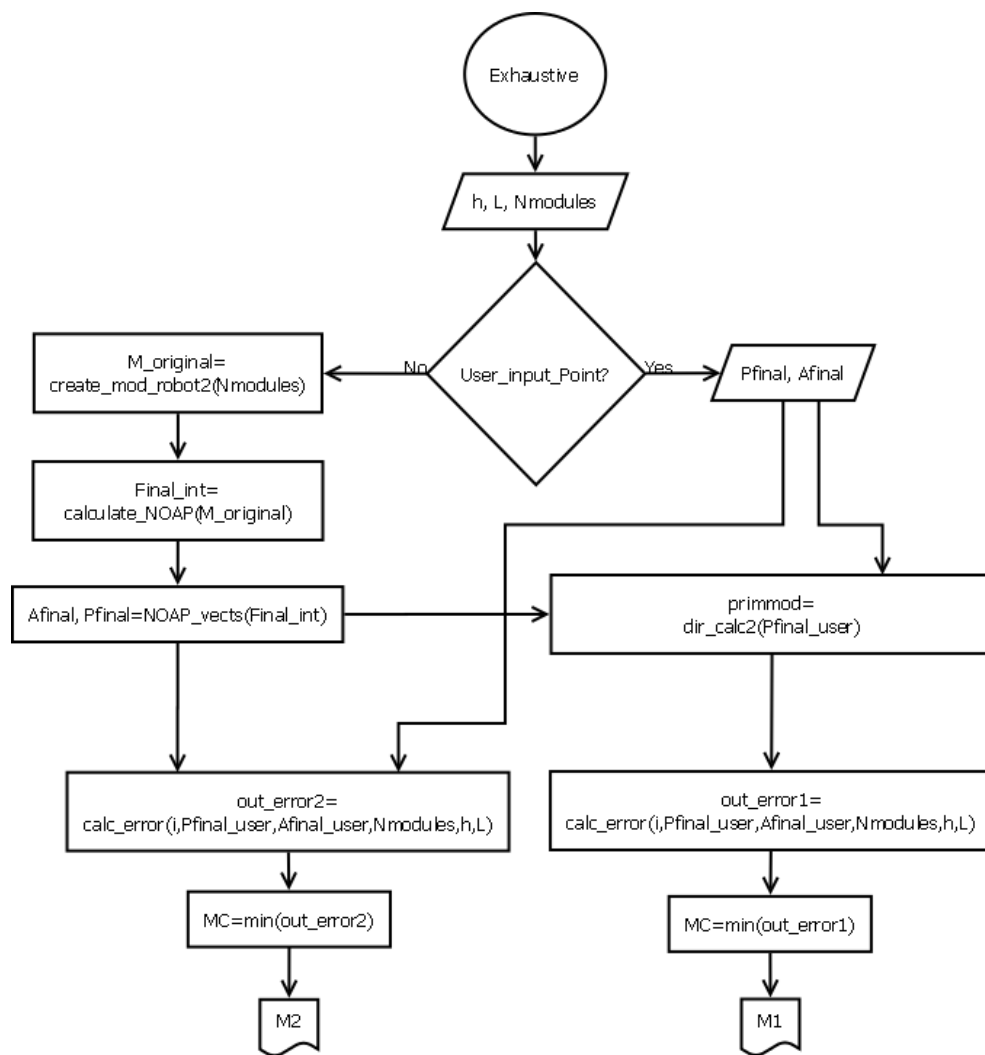 Exhaustive
h, L, Nmodules
User_input_Point?
No
Yes
M_original=
create_mod_robot2(Nmodules)
Pfinal, Afinal
Final_int=
calculate_NOAP(M_original)
Afinal, Pfinal=NOAP_vects(Final_int)
primmod=
dir_calc2(Pfinal_user)
out_error2=
calc_error(i,Pfinal_user,Afinal_user,Nmodules,h,L)
out_error1=
calc_error(i,Pfinal_user,Afinal_user,Nmodules,h,L)
MC=min(out_error2)
MC=min(out_error1)
M2
M1